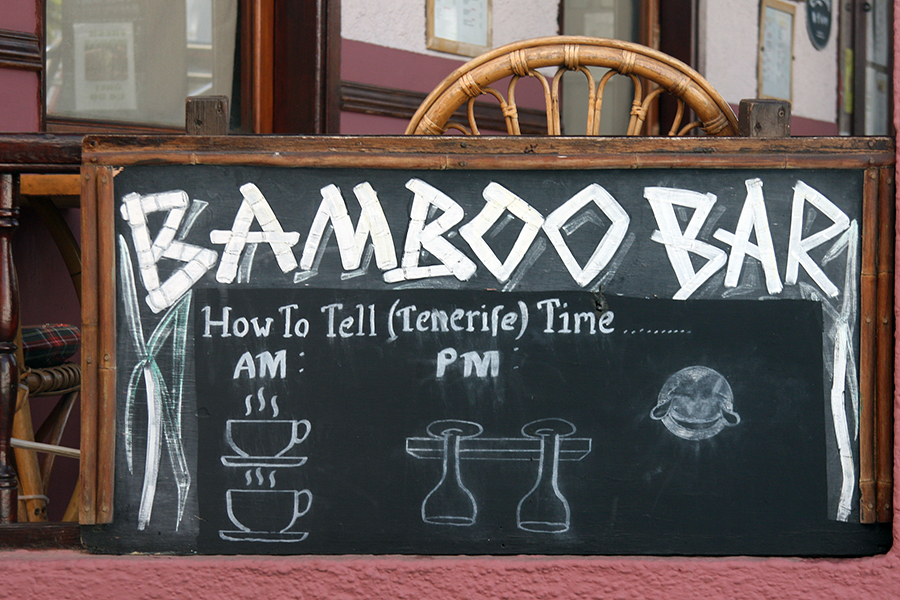 BAMBOO BAR
How To Tell (Tenerife) Time .........
AM : PM :